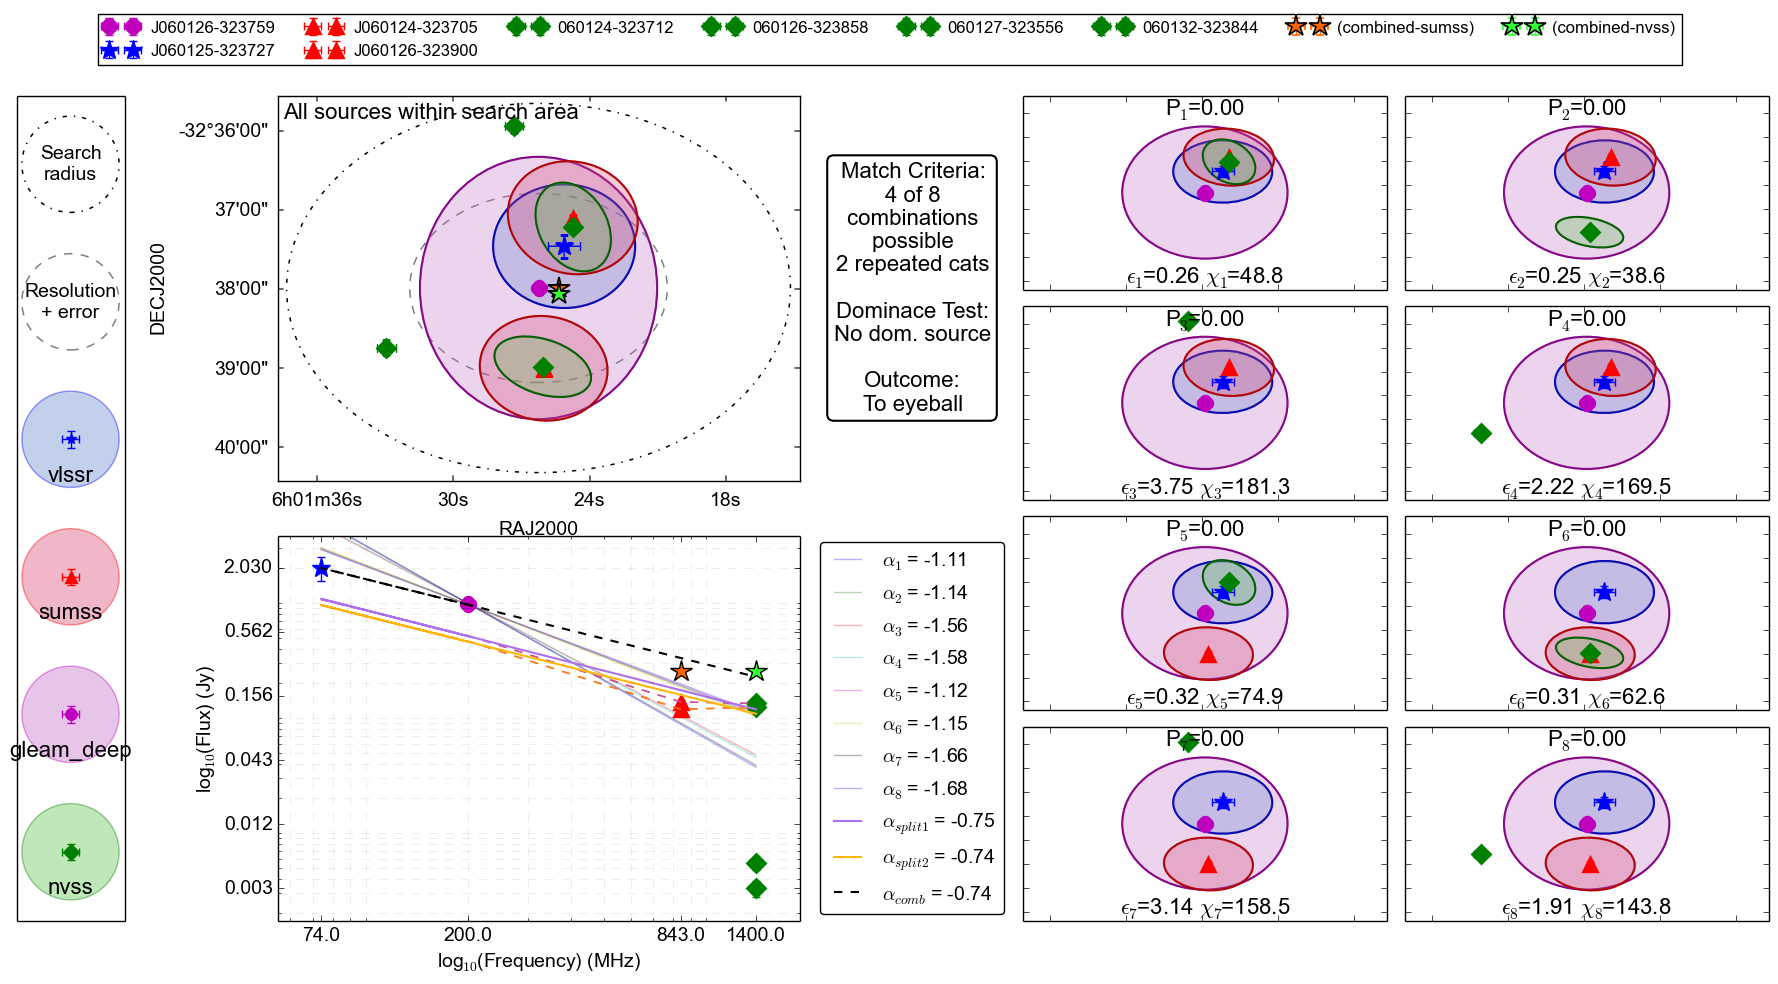 J060126-323759
J060124-323705
060124-323712
060126-323858
060127-323556
060132-323844
(combined-sumss)
(combined-nvss)
J060125-323727
J060126-323900
Search
radius
Resolution
+ error
vlssr
sumss
gleam_deep
nvss
All sources within search area
DECJ2000
-32°36'00"
37'00"
38'00"
39'00"
40'00"
6h01m36s
30s
24s
18s
RAJ2000
Match Criteria:
4 of 8
combinations
possible
2 repeated cats
Dominace Test:
No dom. source
Outcome:
To eyeball
log10(Flux) (Jy)
2.030
0.562
0.156
0.043
0.012
0.003
74.0
200.0
843.0
1400.0
log10(Frequency) (MHz)
α1 = -1.11
α2 = -1.14
α3 = -1.56
α4 = -1.58
α5 = -1.12
α6 = -1.15
α7 = -1.66
α8 = -1.68
αsplit1 = -0.75
αsplit2 = -0.74
αcomb = -0.74
P1=0.00
ϵ1=0.26 χ1=48.8
P2=0.00
ϵ2=0.25 χ2=38.6
P3=0.00
ϵ3=3.75 χ3=181.3
P4=0.00
ϵ4=2.22 χ4=169.5
P5=0.00
ϵ5=0.32 χ5=74.9
P6=0.00
ϵ6=0.31 χ6=62.6
P7=0.00
ϵ7=3.14 χ7=158.5
P8=0.00
ϵ8=1.91 χ8=143.8